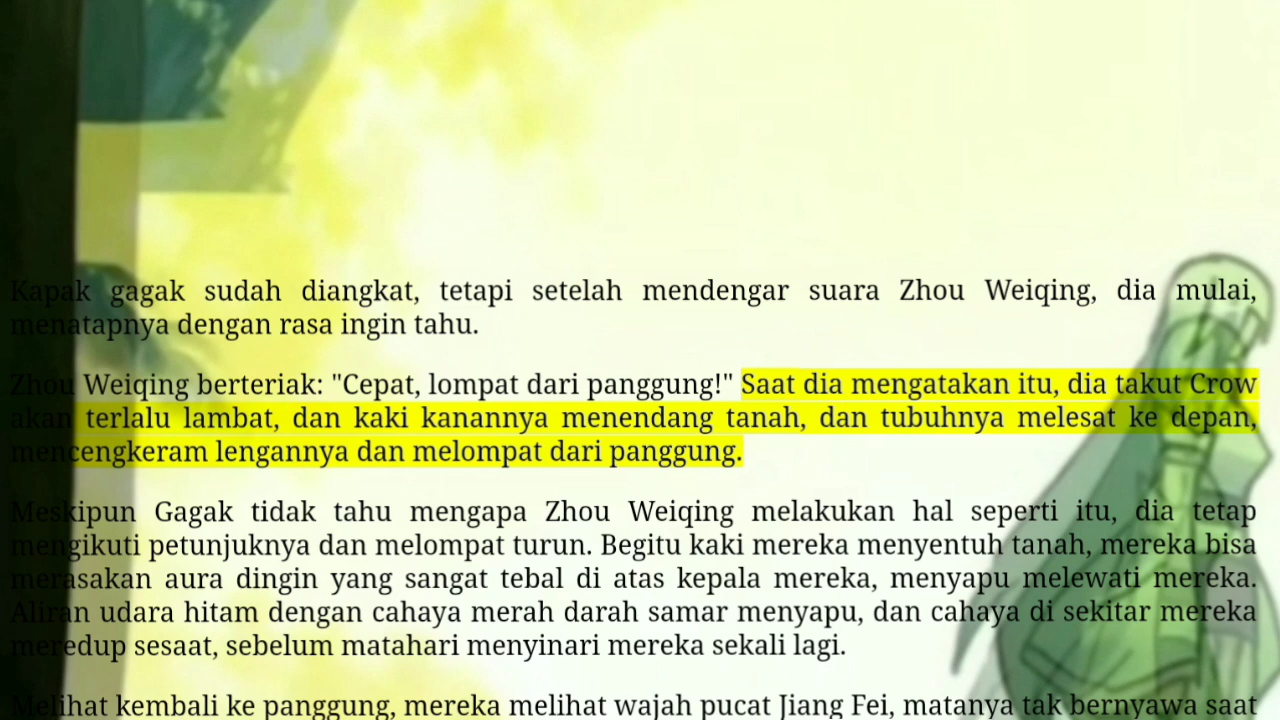 Kapak gagak sudah diangkat, tetapi setelah mendengar suara Zhou Weiqing, dia mulai,
menatapnya dengan rasa ingin tahu.
Zhou Weiqing berteriak: "Cepat, lompat dari panggung!" Saat dia mengatakan itu, dia takut Crow
akan terlalu lambat, dan kaki kanannya menendang tanah, dan tubuhnya melesat ke depan,
mencengkeram lengannya dan melompat dari panggung.
Meskipun Gagak tidak tahu mengapa Zhou Weiqing melakukan hal seperti itu, dia tetap
mengikuti petunjuknya dan melompat turun. Begitu kaki mereka menyentuh tanah, mereka bisa
merasakan aura dingin yang sangat tebal di atas kepala mereka, menyapu melewati mereka.
Aliran udara hitam dengan cahaya merah darah samar menyapu, dan cahaya di sekitar mereka
meredup sesaat, sebelum matahari menyinari mereka sekali lagi.
Melihat kembali ke panggung, mereka melihat wajah pucat Jiang Fei, matanya tak bernyawa saat